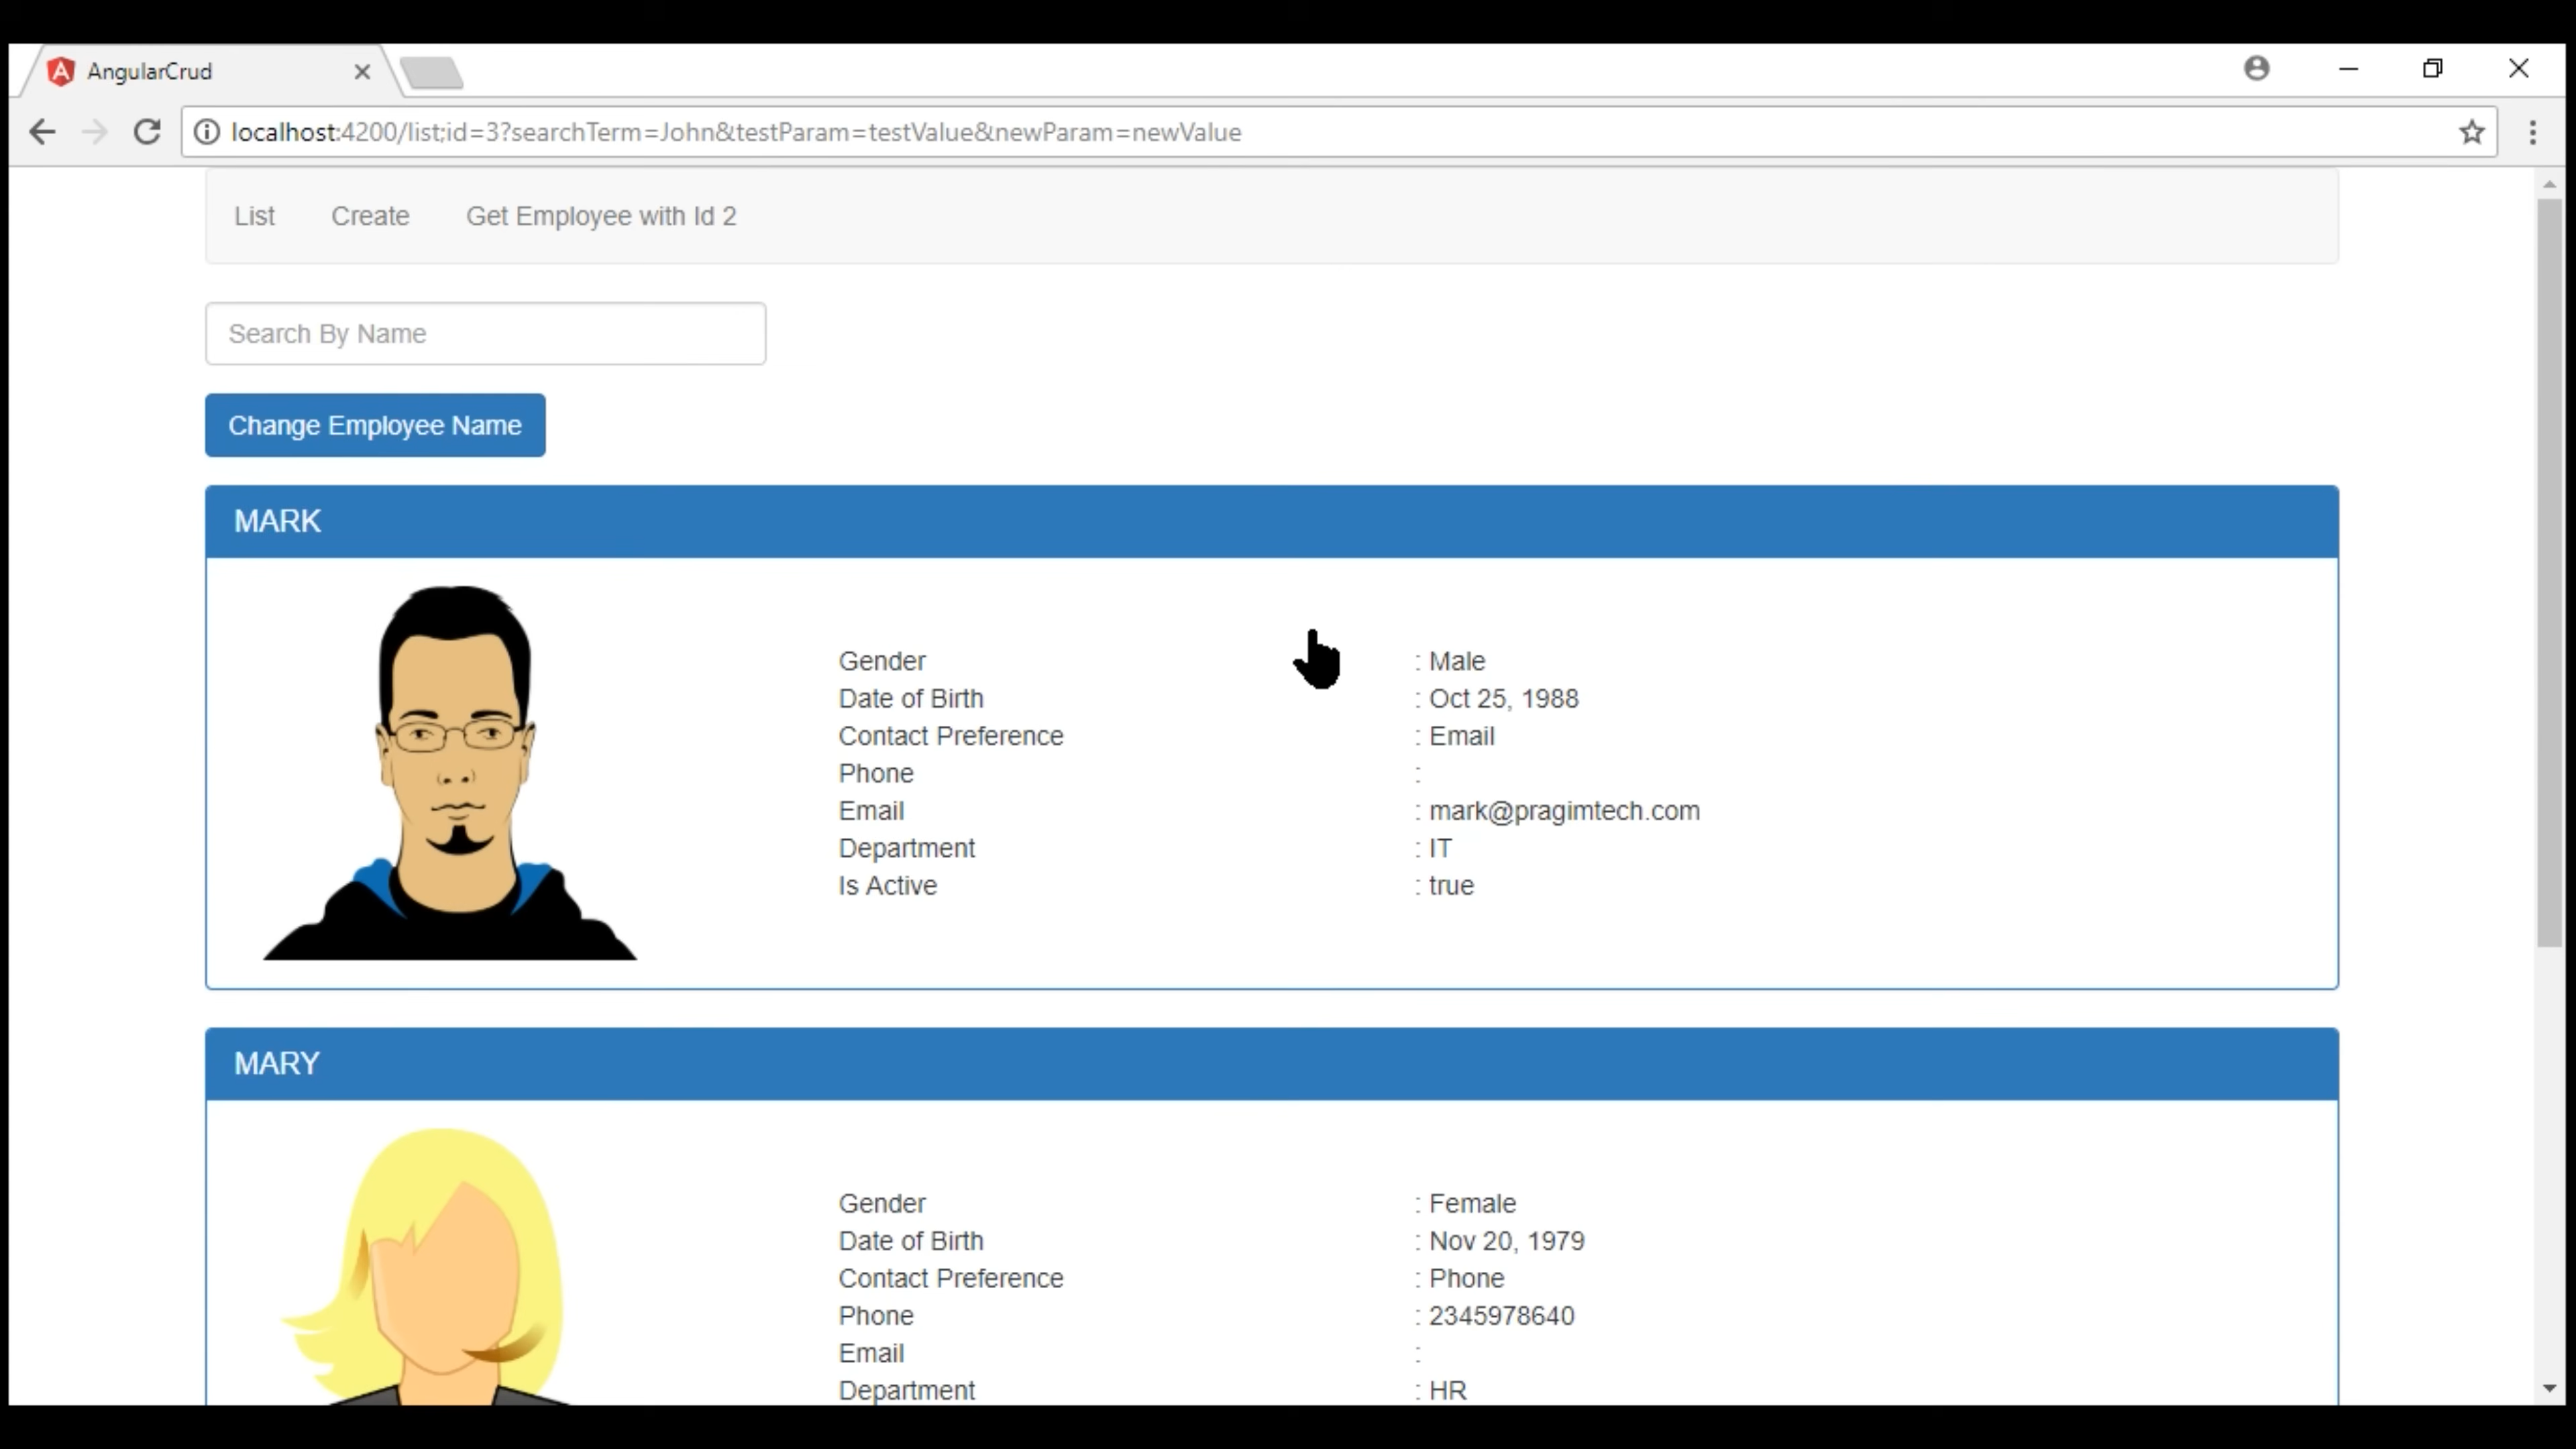 AngularCrud
localhost:4200/list;id=3?searchTerm=John&testParam=testValue&newParam=newValue
List Create Get Employee with Id 2
Search By Name
Change Employee Name
MARK
Gender : Male
Date of Birth : Oct 25, 1988
Contact Preference : Email
Phone :
Email : mark@pragimtech.com
Department : IT
Is Active : true
MARY
Gender : Female
Date of Birth : Nov 20, 1979
Contact Preference : Phone
Phone : 2345978640
Email :
Department : HR